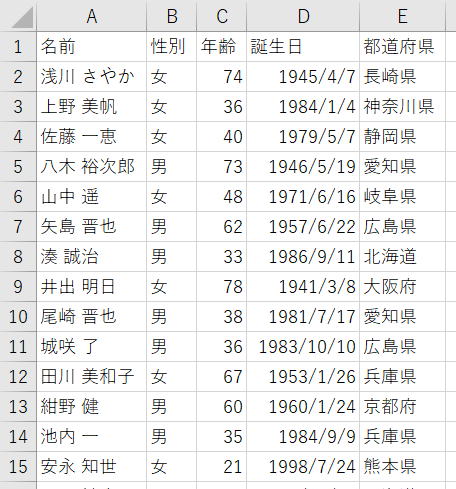 A B C D E
1 名前 性別 年齢 誕生日 都道府県
2 浅川 さやか 女 74 1945/4/7 長崎県
3 上野 美帆 女 36 1984/1/4 神奈川県
4 佐藤 一恵 女 40 1979/5/7 静岡県
5 八木 裕次郎 男 73 1946/5/19 愛知県
6 山中 遥 女 48 1971/6/16 岐阜県
7 矢島 晋也 男 62 1957/6/22 広島県
8 湊 誠治 男 33 1986/9/11 北海道
9 井出 明日 女 78 1941/3/8 大阪府
10 尾崎 晋也 男 38 1981/7/17 愛知県
11 城咲 了 男 36 1983/10/10 広島県
12 田川 美和子 女 67 1953/1/26 兵庫県
13 紺野 健 男 60 1960/1/24 京都府
14 池内 一 男 35 1984/9/9 兵庫県
15 安永 知世 女 21 1998/7/24 熊本県